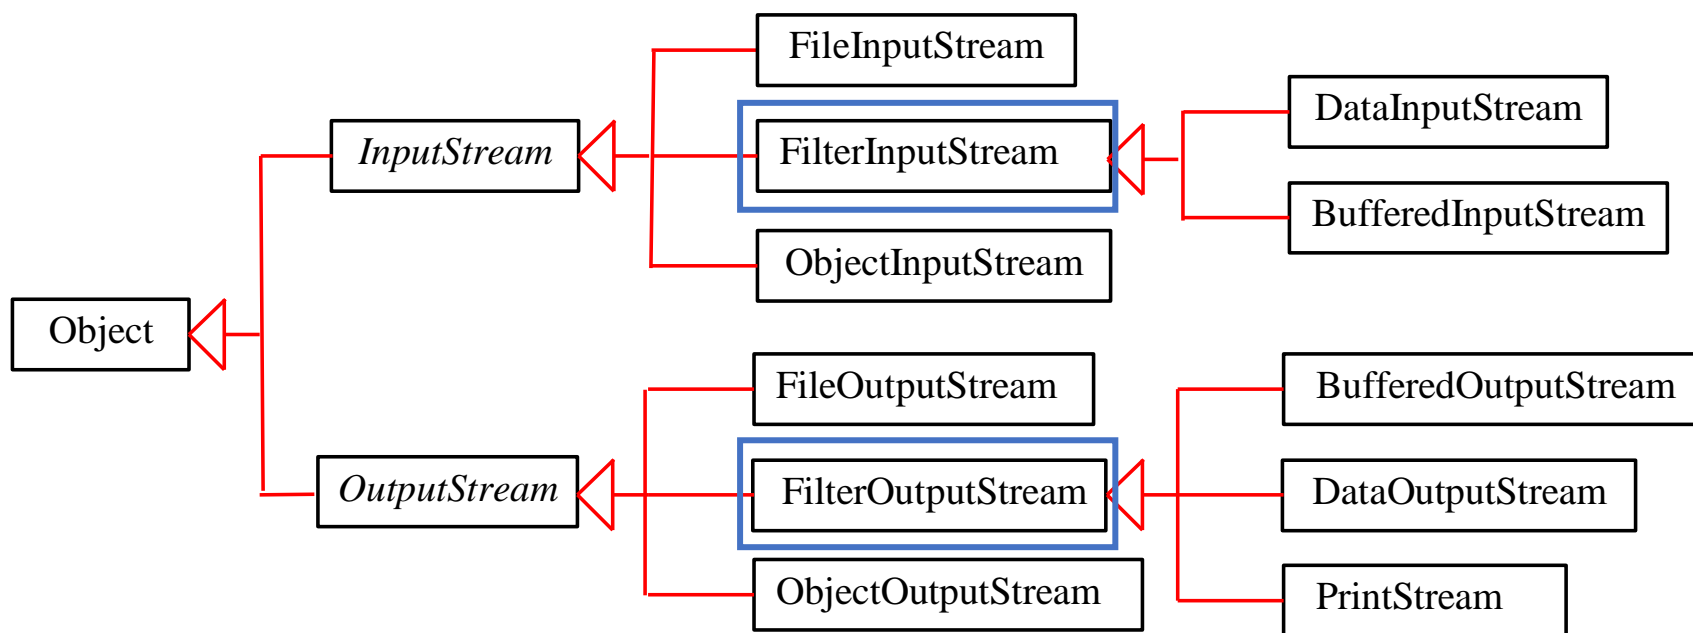 FileInputStream
DataInputStream
InputStream
FilterInputStream
BufferedInputStream
ObjectInputStream
Object
FileOutputStream
BufferedOutputStream
OutputStream
FilterOutputStream
DataOutputStream
ObjectOutputStream
PrintStream